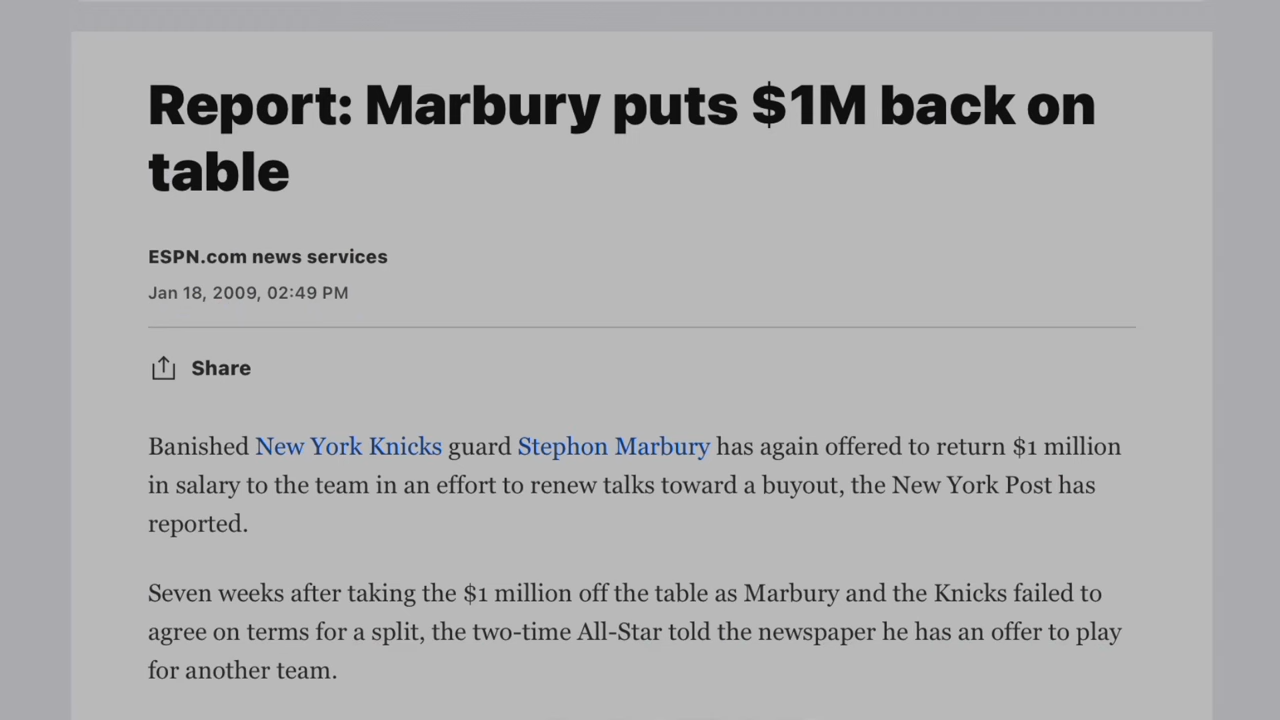 Report: Marbury puts $1M back on
table
ESPN.com news services
Jan 18, 2009, 02:49 PM
Share
Banished New York Knicks guard Stephon Marbury has again offered to return $1 million
in salary to the team in an effort to renew talks toward a buyout, the New York Post has
reported.
Seven weeks after taking the $1 million off the table as Marbury and the Knicks failed to
agree on terms for a split, the two-time All-Star told the newspaper he has an offer to play
for another team.